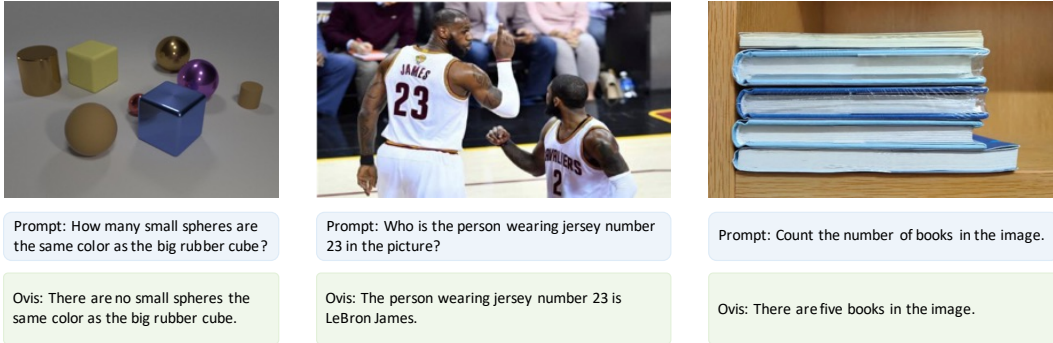 JAMES
23
CAVALIERS
2
Prompt: How many small spheres are
the same color as the big rubber cube?
Prompt: Who is the person wearing jersey number
23 in the picture?
Prompt: Count the number of books in the image.
Ovis: There are no small spheres the
same color as the big rubber cube.
Ovis: The person wearing jersey number 23 is
LeBron James.
Ovis: There are five books in the image.